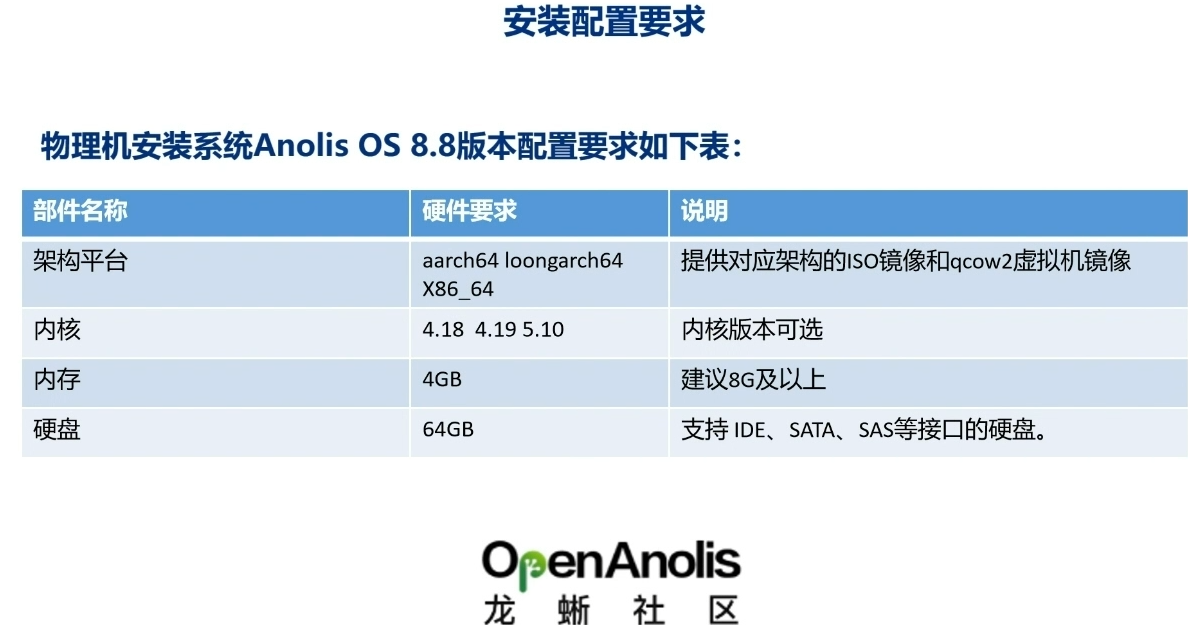 安装配置要求
物理机安装系统Anolis OS 8.8版本配置要求如下表：
部件名称 硬件要求 说明
架构平台 aarch64 loongarch64 提供对应架构的ISO镜像和qcow2虚拟机镜像
X86_64
内核 4.18 4.19 5.10 内核版本可选
内存 4GB 建议8G及以上
硬盘 64GB 支持 IDE、SATA、SAS等接口的硬盘。
OpenAnolis
龙蜥社区